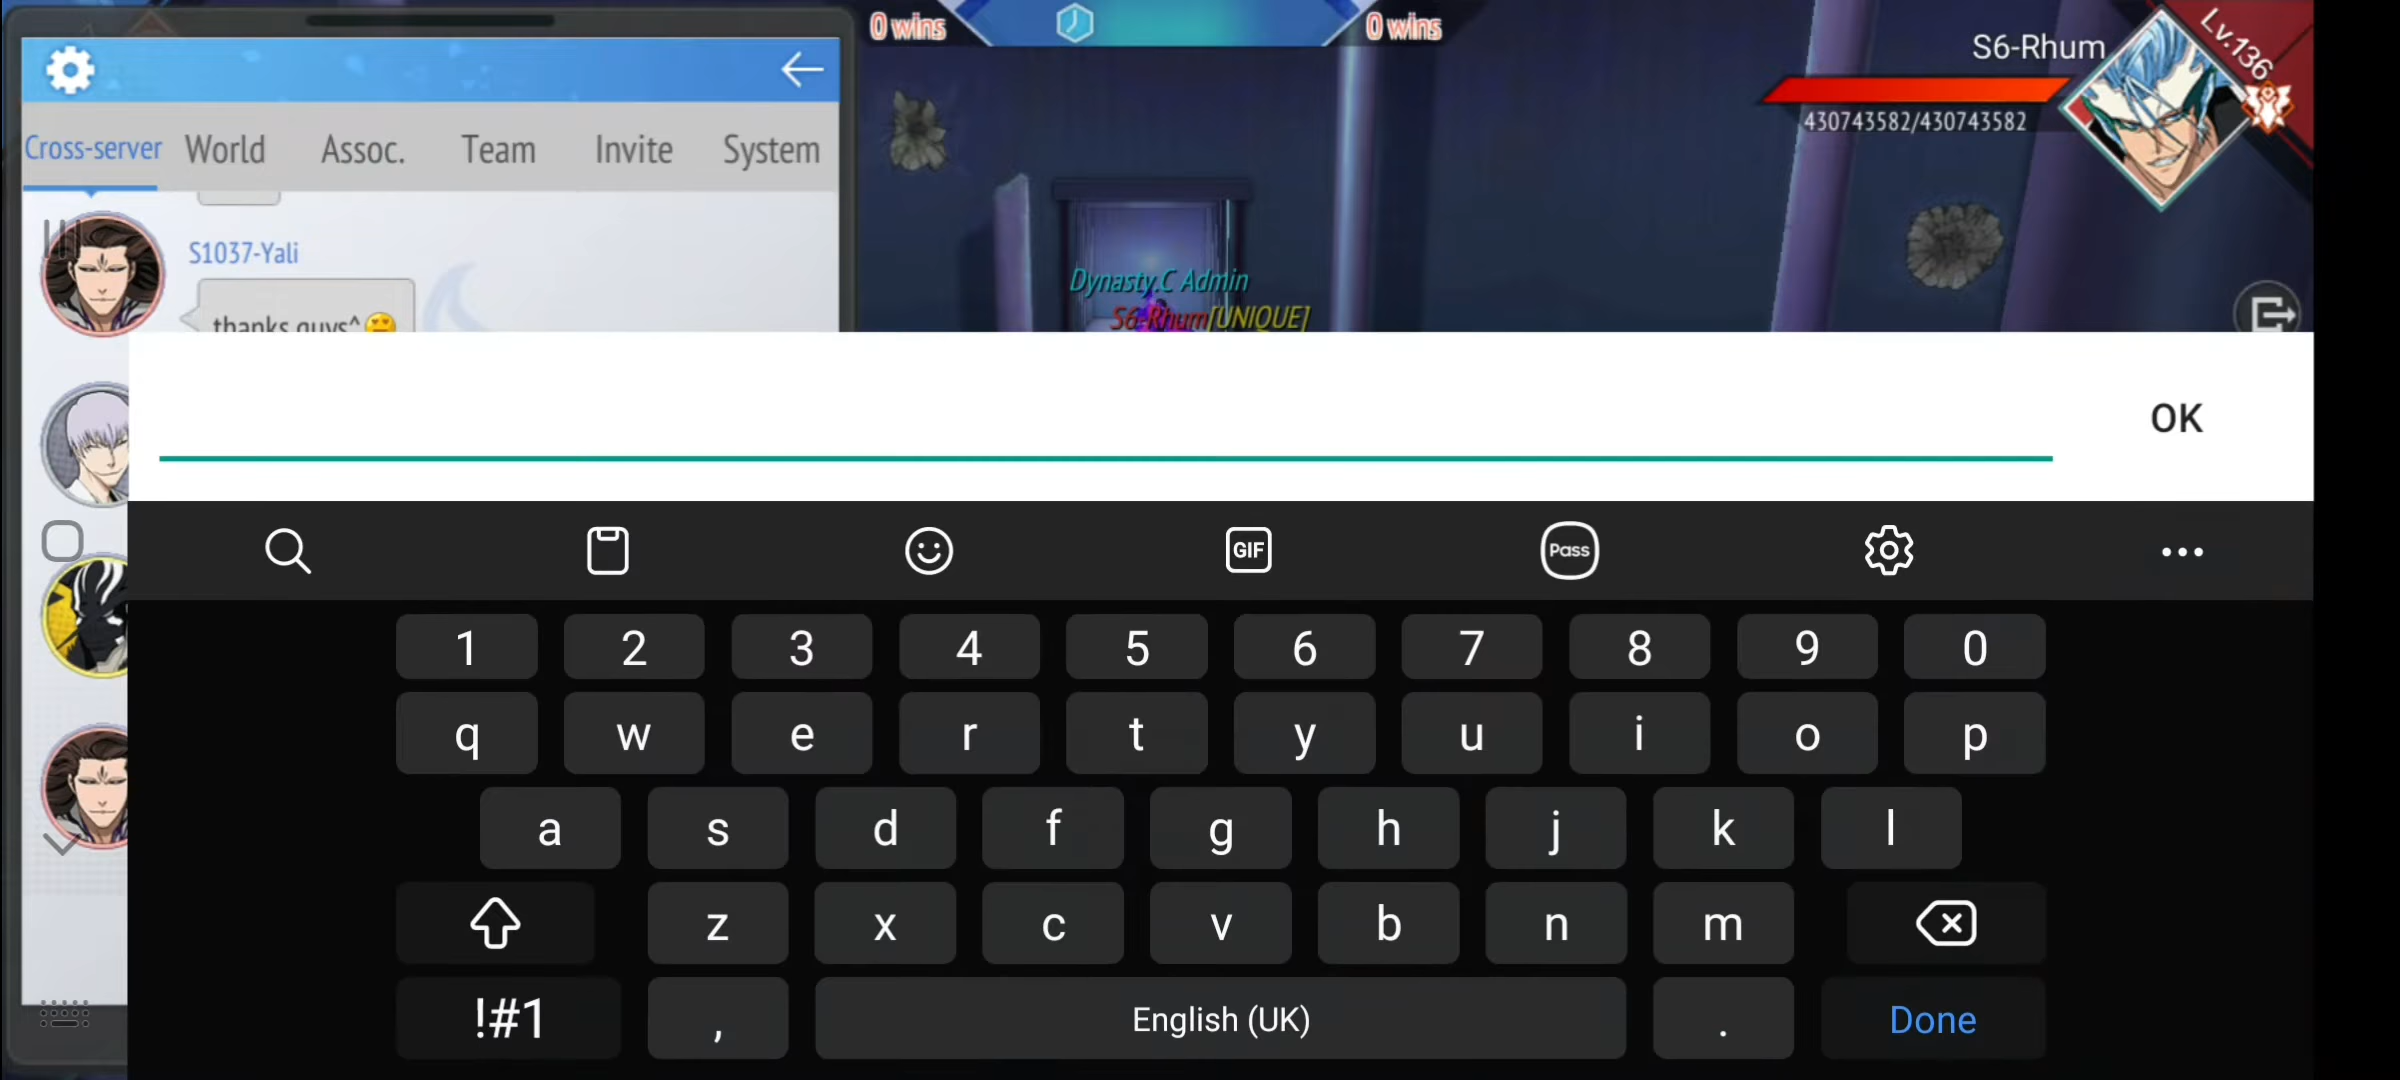 0 wins
0 wins
S6-Rhum
Lv.136
430743582/430743582
Cross-server World Assoc. Team Invite System
S1037-Yali
thanks guys^
Dynasty.C Admin
S6-Rhum[UNIQUE]
OK
GIF
Pass
1 2 3 4 5 6 7 8 9 0
q w e r t y u i o p
a s d f g h j k l
z x c v b n m
!#1 , English (UK) . Done